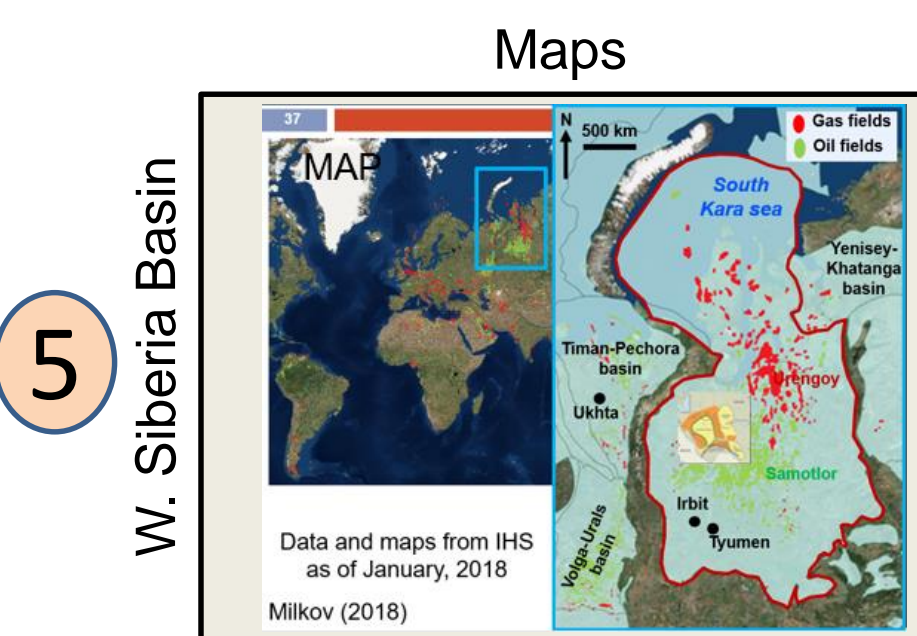 Maps
5
W. Siberia Basin
37
MAP
N
500 km
Gas fields
Oil fields
South
Kara sea
Yenisey-
Khatanga
basin
Timan-Pechora
basin
Urengoy
Ukhta
Samotlor
Irbit
Tyumen
Volga-Urals
basin
Data and maps from IHS
as of January, 2018
Milkov (2018)